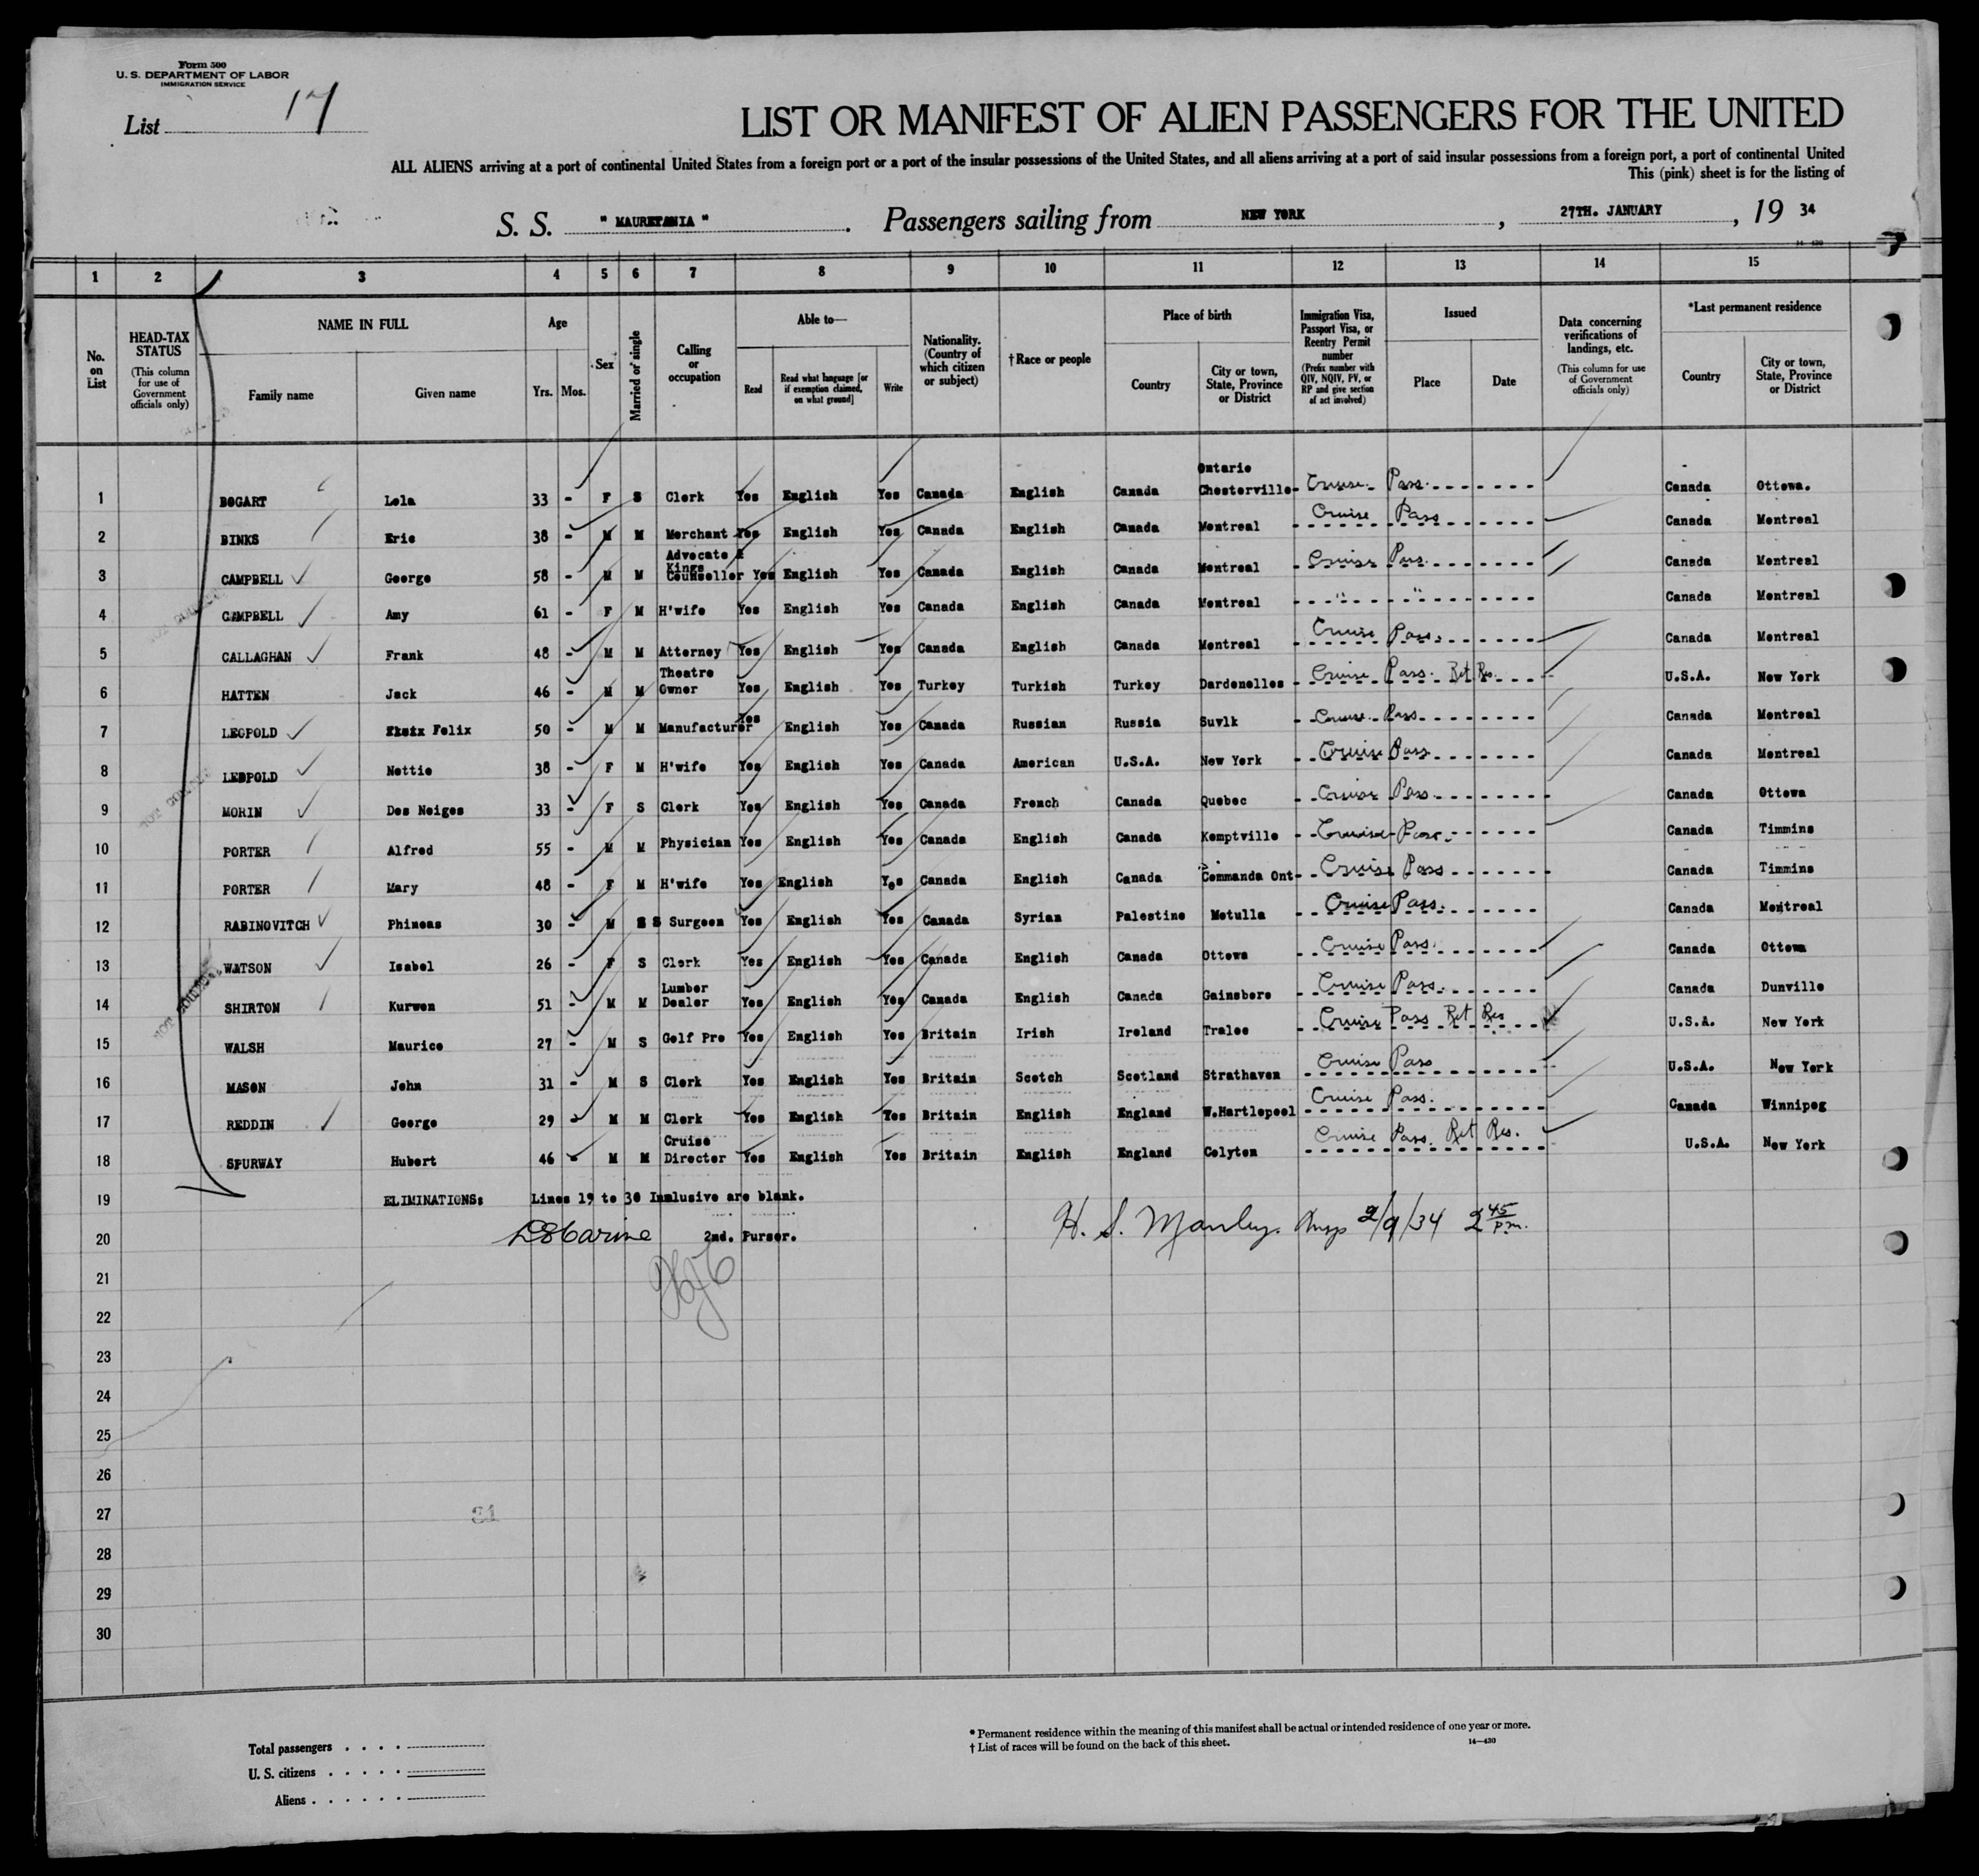 Form 500
U. S. DEPARTMENT OF LABOR
IMMIGRATION SERVICE
List 17
LIST OR MANIFEST OF ALIEN PASSENGERS FOR THE UNITED
ALL ALIENS arriving at a port of continental United States from a foreign port or a port of the insular possessions of the United States, and all aliens arriving at a port of said insular possessions from a foreign port, a port of continental United
This (pink) sheet is for the listing of
S. S. " MAURETANIA " . Passengers sailing from NEW YORK , 27TH. JANUARY , 19 34
1 2 3 4 5 6 7 8 9 10 11 12 13 14 15
No. on List
HEAD-TAX STATUS (This column for use of Government officials only)
NAME IN FULL Family name Given name
Age Yrs. Mos.
Sex
Married or single
Calling or occupation
Able to— Read Read what language [or if exemption claimed, on what ground] Write
Nationality. (Country of which citizen or subject)
†Race or people
Place of birth Country City or town, State, Province or District
Immigration Visa, Passport Visa, or Reentry Permit number (Prefix number with QIV, NQIV, PV, or RP and give section of act involved)
Issued Place Date
Data concerning verifications of landings, etc. (This column for use of Government officials only)
*Last permanent residence Country City or town, State, Province or District
1 BOGART Lela 33 - F S Clerk Yes English Yes Canada English Canada Ontario Chesterville Cruise Pass. Canada Ottowa.
2 BINKS Eric 38 - M M Merchant Yes English Yes Canada English Canada Montreal Cruise Pass Canada Montreal
3 CAMPBELL George 58 - M M Advocate & Kings Counseller Yes English Yes Canada English Canada Montreal Cruise Pass. Canada Montreal
4 CAMPBELL Amy 61 - F M H'wife Yes English Yes Canada English Canada Montreal " " Canada Montreal
5 CALLAGHAN Frank 48 - M M Attorney Yes English Yes Canada English Canada Montreal Cruise Pass. Canada Montreal
6 HATTEN Jack 46 - M M Theatre Owner Yes English Yes Turkey Turkish Turkey Dardenelles Cruise Pass. Ret Res. U.S.A. New York
7 LEOPOLD Felix 50 - M M Manufacturer Yes English Yes Canada Russian Russia Suvlk Cruise Pass Canada Montreal
8 LEOPOLD Nettie 38 - F M H'wife Yes English Yes Canada American U.S.A. New York Cruise Pass Canada Montreal
9 MORIN Des Neiges 33 - F S Clerk Yes English Yes Canada French Canada Quebec Cruise Pass. Canada Ottowa
10 PORTER Alfred 55 - M M Physician Yes English Yes Canada English Canada Kemptville Cruise Pass. Canada Timmins
11 PORTER Mary 48 - F M H'wife Yes English Yes Canada English Canada Commanda Ont Cruise Pass Canada Timmins
12 RABINOVITCH Phineas 30 - M S Surgeon Yes English Yes Canada Syrian Palestine Metulla Cruise Pass. Canada Montreal
13 WATSON Isabel 26 - F S Clerk Yes English Yes Canada English Canada Ottowa Cruise Pass. Canada Ottowa
14 SHIRTON Kurwen 51 - M M Lumber Dealer Yes English Yes Canada English Canada Gainsboro Cruise Pass. Canada Dunville
15 WALSH Maurice 27 - M S Golf Pro Yes English Yes Britain Irish Ireland Tralee Cruise Pass Ret Res U.S.A. New York
16 MASON John 31 - M S Clerk Yes English Yes Britain Scotch Scotland Strathaven Cruise Pass U.S.A. New York
17 REDDIN George 29 - M M Clerk Yes English Yes Britain English England W.Hartlepool Cruise Pass. Canada Winnipeg
18 SPURWAY Hubert 46 - M M Cruise Director Yes English Yes Britain English England Colyton Cruise Pass. Ret Res. U.S.A. New York
19 ELIMINATIONS: Lines 19 to 30 Inclusive are blank.
20 2nd. Purser. H. S. Manley. Insp 2/9/34 2 45 p.m.
21
22
23
24
25
26
27
28
29
30
Total passengers . . . .
U. S. citizens . . . . .
Aliens . . . . . .
* Permanent residence within the meaning of this manifest shall be actual or intended residence of one year or more.
† List of races will be found on the back of this sheet. 14—430